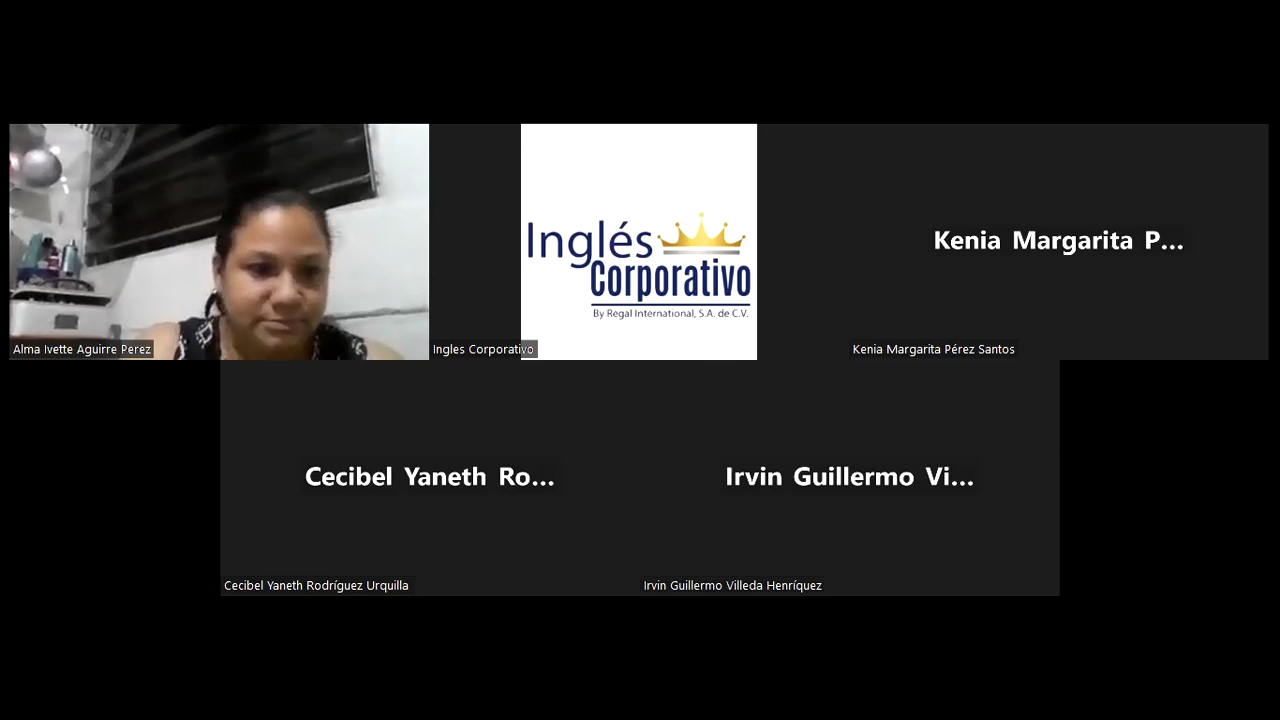 Inglés
Corporativo
By Regal International, S.A. de C.V.
Kenia Margarita P...
Alma Ivette Aguirre Perez
Ingles Corporativo
Kenia Margarita Pérez Santos
Cecibel Yaneth Ro...
Irvin Guillermo Vi...
Cecibel Yaneth Rodríguez Urquilla
Irvin Guillermo Villeda Henríquez